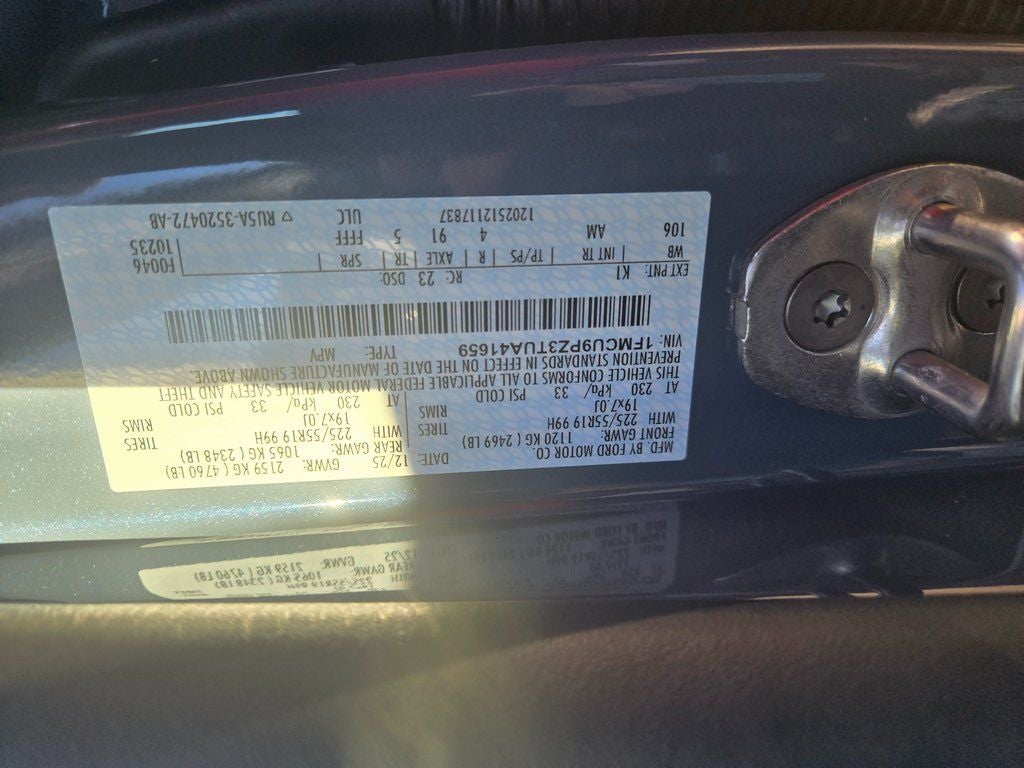 MFD. BY FORD MOTOR CO.
DATE: 12/25 GVWR: 2159 KG ( 4760 LB)
FRONT GAWR: 1120 KG ( 2469 LB) REAR GAWR: 1065 KG ( 2348 LB)
WITH 225/55R19 99H TIRES WITH 225/55R19 99H TIRES
19x7.0J RIMS 19x7.0J RIMS
AT 230 kPa/ 33 PSI COLD AT 230 kPa/ 33 PSI COLD
THIS VEHICLE CONFORMS TO ALL APPLICABLE FEDERAL MOTOR VEHICLE SAFETY AND THEFT
PREVENTION STANDARDS IN EFFECT ON THE DATE OF MANUFACTURE SHOWN ABOVE.
VIN: 1FMCU9PZ3TUA41659 TYPE: MPV
EXT PNT: K1 RC: 23 DSO: F0046
WB INT TR TP/PS R AXLE TR SPR 10235
106 AM 4 91 5 FFFF
1202512117837 ULC ▽ RU5A-3520472-AB